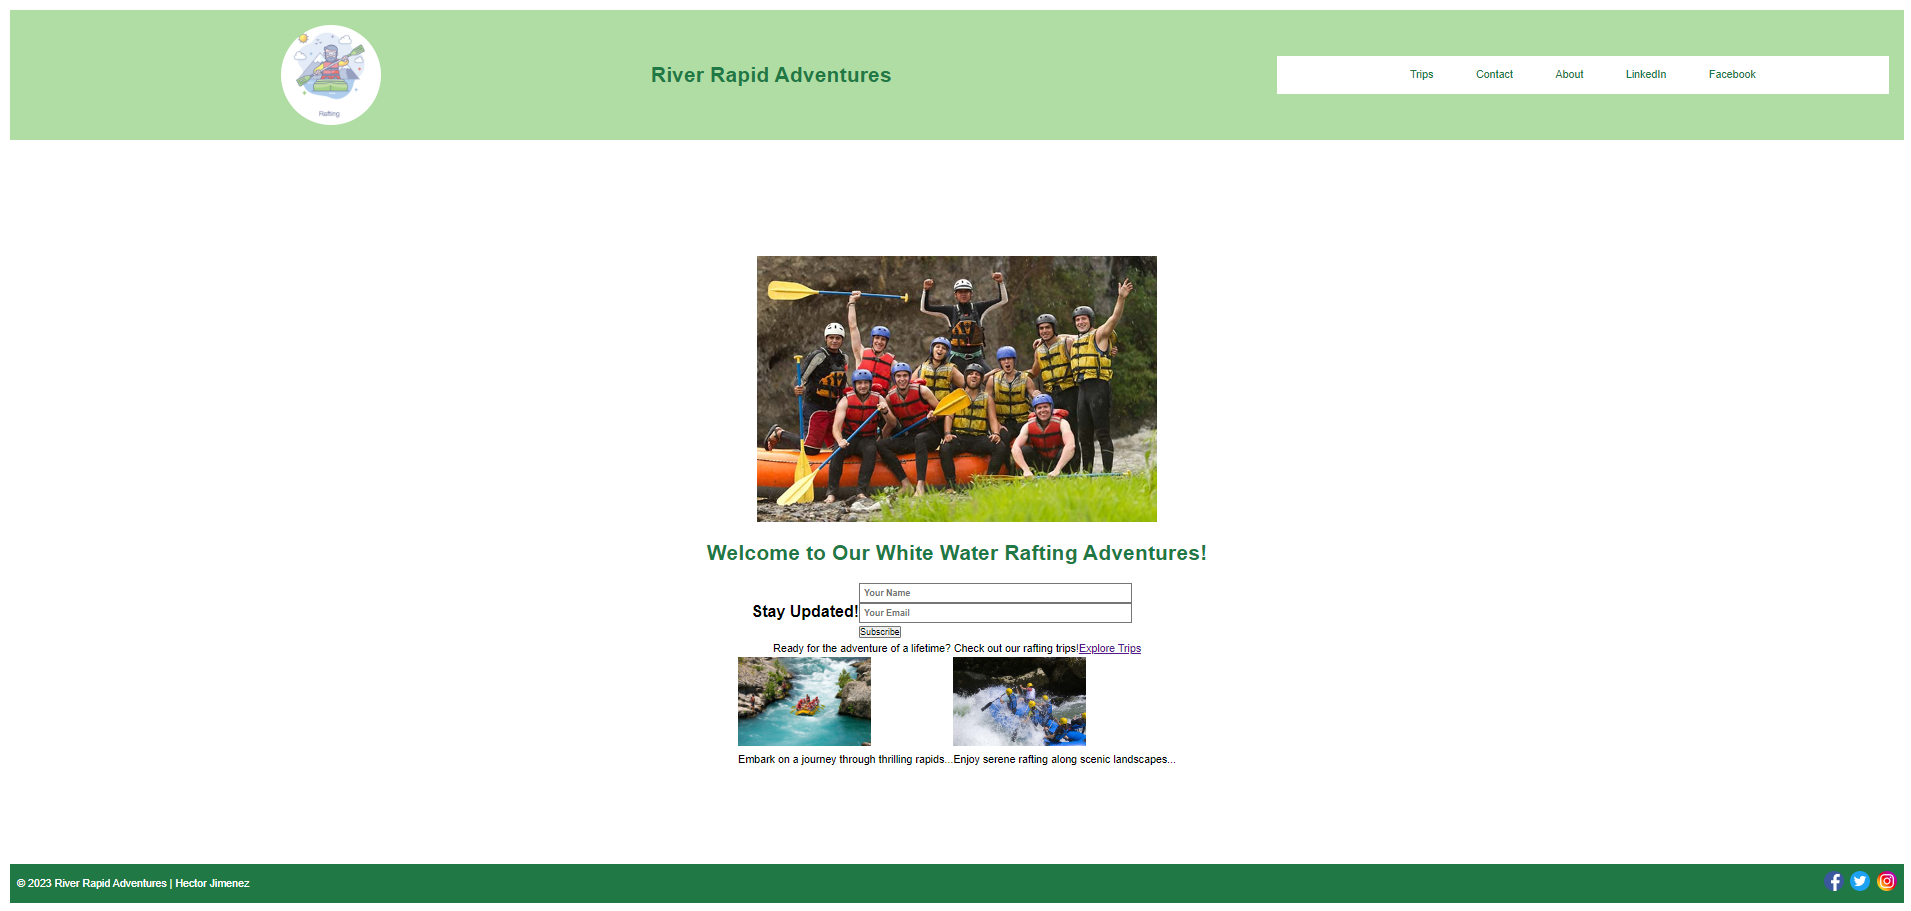 Rafting
River Rapid Adventures
Trips Contact About LinkedIn Facebook
Welcome to Our White Water Rafting Adventures!
Stay Updated!
Your Name
Your Email
Subscribe
Ready for the adventure of a lifetime? Check out our rafting trips!Explore Trips
Embark on a journey through thrilling rapids...Enjoy serene rafting along scenic landscapes...
© 2023 River Rapid Adventures | Hector Jimenez